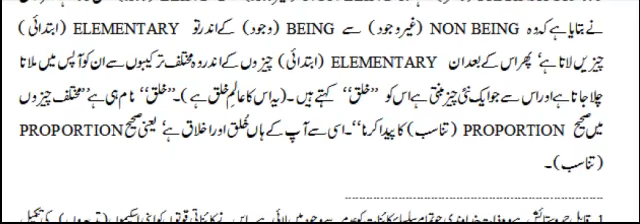 نے بتایا ہے کہ وہ NON BEING (غیر وجود) سے BEING (وجود) کے اندر تو ELEMENTARY (ابتدائی)
چیزیں لاتا ہے‘ پھر اس کے بعد ان ELEMENTARY (ابتدائی) چیزوں کے اندر وہ مختلف ترکیبوں سے ان کو آپس میں ملاتا
چلا جاتا ہے اور اس سے جو ایک نئی چیز بنتی ہے اس کو ’’خلق‘‘ کہتے ہیں۔ (یہ اس کا عالمِ خلق ہے)۔ ’’خلق‘‘ نام ہی ہے ’’مختلف چیزوں
میں صحیح PROPORTION (تناسب) کا پیدا کرنا‘‘۔ اسی سے آپ کے ہاں خُلق اور اخلاق ہے‘ یعنی صحیح PROPORTION
(تناسب)۔